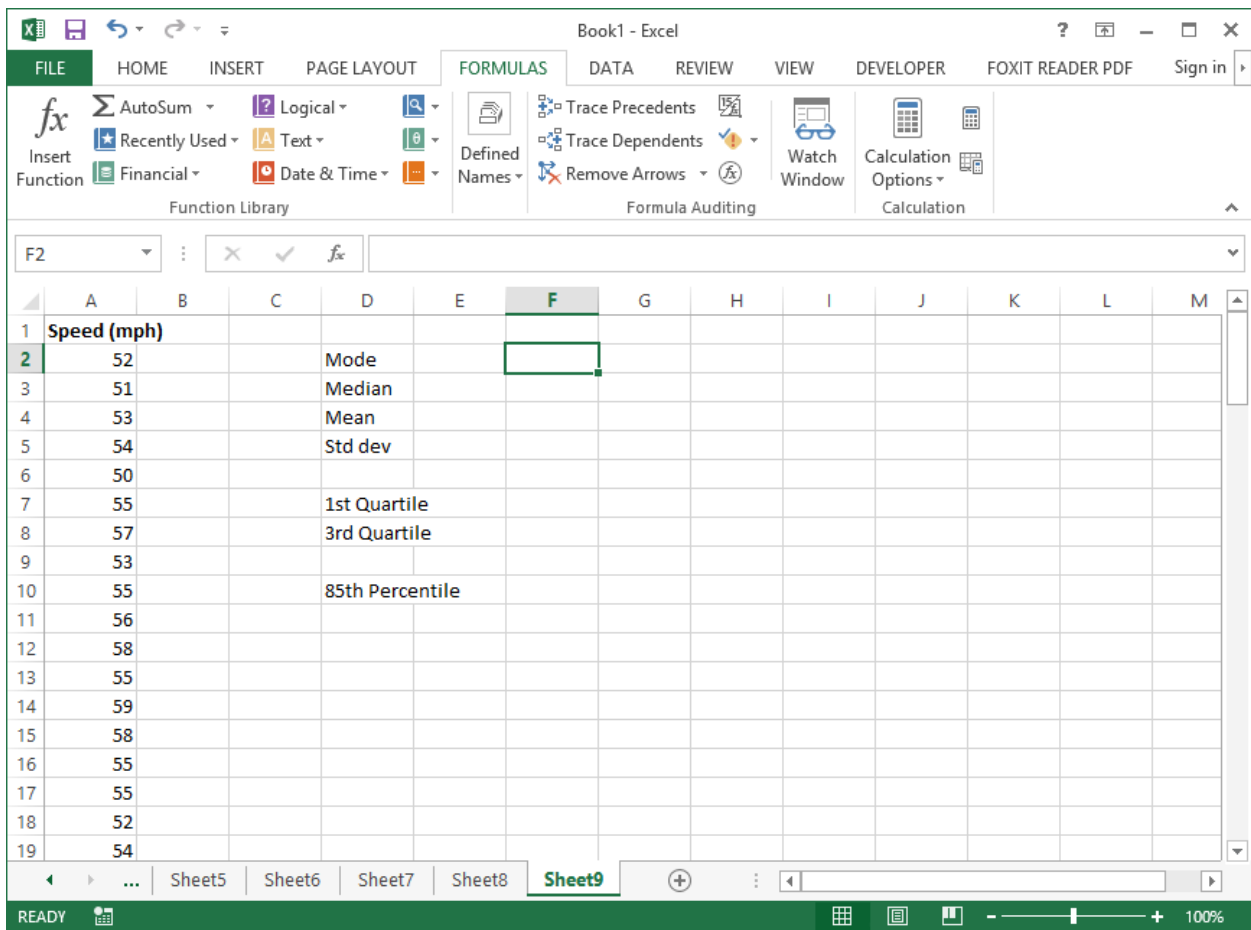 Book1 - Excel
FILE HOME INSERT PAGE LAYOUT FORMULAS DATA REVIEW VIEW DEVELOPER FOXIT READER PDF Sign in
fx Insert Function
AutoSum
Recently Used
Financial
Logical
Text
Date & Time
Function Library
Defined Names
Trace Precedents
Trace Dependents
Remove Arrows
Formula Auditing
Watch Window
Calculation Options
Calculation
F2 fx
A B C D E F G H I J K L M
1 Speed (mph)
2 52 Mode
3 51 Median
4 53 Mean
5 54 Std dev
6 50
7 55 1st Quartile
8 57 3rd Quartile
9 53
10 55 85th Percentile
11 56
12 58
13 55
14 59
15 58
16 55
17 55
18 52
19 54
... Sheet5 Sheet6 Sheet7 Sheet8 Sheet9
READY 100%